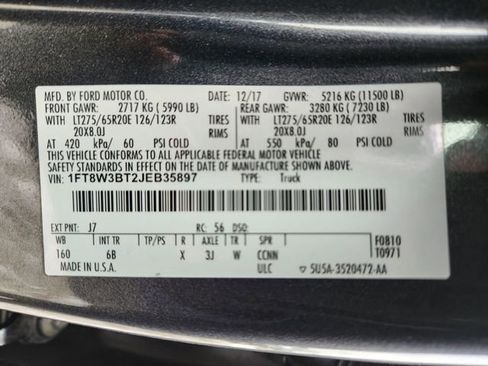 MFD. BY FORD MOTOR CO. DATE: 12/17 GVWR: 5216 KG (11500 LB)
FRONT GAWR: 2717 KG (5990 LB) REAR GAWR: 3280 KG (7230 LB)
WITH LT275/65R20E 126/123R TIRES WITH LT275/65R20E 126/123R TIRES
20X8.0J RIMS 20X8.0J RIMS
AT 420 kPa/ 60 PSI COLD AT 550 kPa/ 80 PSI COLD
THIS VEHICLE CONFORMS TO ALL APPLICABLE FEDERAL MOTOR VEHICLE
SAFETY STANDARDS IN EFFECT ON THE DATE OF MANUFACTURE SHOWN ABOVE.
VIN: 1FT8W3BT2JEB35897 TYPE: Truck
EXT PNT: J7 RC: 56 DSO:
WB INT TR TP/PS R AXLE TR SPR F0810
160 6B X 3J W CCNN T0971
MADE IN U.S.A. ULC 5U5A-3520472-AA